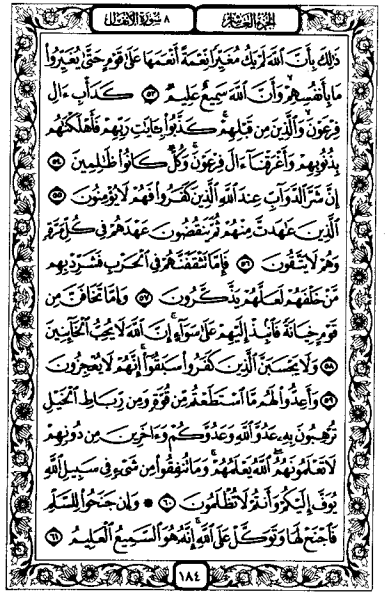 الجزء العاشر ٨ سورة الأنفال
ذَٰلِكَ بِأَنَّ ٱللَّهَ لَمْ يَكُ مُغَيِّرًا نِّعْمَةً أَنْعَمَهَا عَلَىٰ قَوْمٍ حَتَّىٰ يُغَيِّرُوا۟
مَا بِأَنفُسِهِمْ وَأَنَّ ٱللَّهَ سَمِيعٌ عَلِيمٌ ٥٣ كَدَأْبِ ءَالِ
فِرْعَوْنَ وَٱلَّذِينَ مِن قَبْلِهِمْ كَذَّبُوا۟ بِـَٔايَـٰتِ رَبِّهِمْ فَأَهْلَكْنَـٰهُم
بِذُنُوبِهِمْ وَأَغْرَقْنَآ ءَالَ فِرْعَوْنَ وَكُلٌّ كَانُوا۟ ظَـٰلِمِينَ ٥٤
إِنَّ شَرَّ ٱلدَّوَآبِّ عِندَ ٱللَّهِ ٱلَّذِينَ كَفَرُوا۟ فَهُمْ لَا يُؤْمِنُونَ ٥٥
ٱلَّذِينَ عَـٰهَدتَّ مِنْهُمْ ثُمَّ يَنقُضُونَ عَهْدَهُمْ فِى كُلِّ مَرَّةٍ
وَهُمْ لَا يَتَّقُونَ ٥٦ فَإِمَّا تَثْقَفَنَّهُمْ فِى ٱلْحَرْبِ فَشَرِّدْ بِهِم
مَّنْ خَلْفَهُمْ لَعَلَّهُمْ يَذَّكَّرُونَ ٥٧ وَإِمَّا تَخَافَنَّ مِن
قَوْمٍ خِيَانَةً فَٱنۢبِذْ إِلَيْهِمْ عَلَىٰ سَوَآءٍ إِنَّ ٱللَّهَ لَا يُحِبُّ ٱلْخَآئِنِينَ
٥٨ وَلَا يَحْسَبَنَّ ٱلَّذِينَ كَفَرُوا۟ سَبَقُوٓا۟ إِنَّهُمْ لَا يُعْجِزُونَ
٥٩ وَأَعِدُّوا۟ لَهُم مَّا ٱسْتَطَعْتُم مِّن قُوَّةٍ وَمِن رِّبَاطِ ٱلْخَيْلِ
تُرْهِبُونَ بِهِۦ عَدُوَّ ٱللَّهِ وَعَدُوَّكُمْ وَءَاخَرِينَ مِن دُونِهِمْ
لَا تَعْلَمُونَهُمُ ٱللَّهُ يَعْلَمُهُمْ وَمَا تُنفِقُوا۟ مِن شَىْءٍ فِى سَبِيلِ ٱللَّهِ
يُوَفَّ إِلَيْكُمْ وَأَنتُمْ لَا تُظْلَمُونَ ٦٠ وَإِن جَنَحُوا۟ لِلسَّلْمِ
فَٱجْنَحْ لَهَا وَتَوَكَّلْ عَلَى ٱللَّهِ إِنَّهُۥ هُوَ ٱلسَّمِيعُ ٱلْعَلِيمُ ٦١
١٨٤